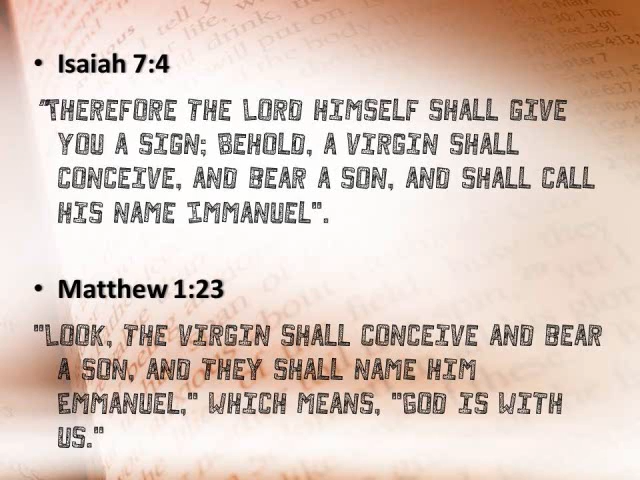 • Isaiah 7:4
"THEREFORE THE LORD HIMSELF SHALL GIVE
YOU A SIGN; BEHOLD, A VIRGIN SHALL
CONCEIVE, AND BEAR A SON, AND SHALL CALL
HIS NAME IMMANUEL".
• Matthew 1:23
"LOOK, THE VIRGIN SHALL CONCEIVE AND BEAR
A SON, AND THEY SHALL NAME HIM
EMMANUEL," WHICH MEANS, "GOD IS WITH
US."